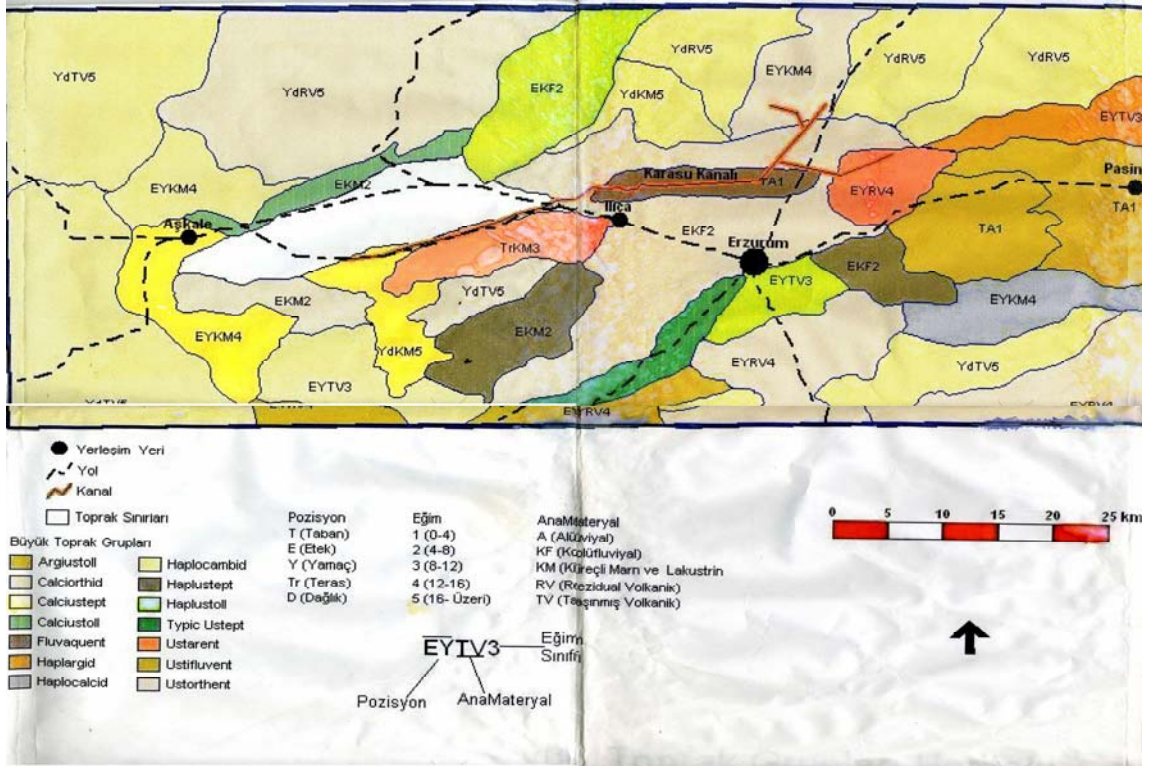 YdTV5
YdRV5
EKF2
YdRV5
EYKM4
YdRV5
YdRV5
YdKM5
EYTV3
EYKM4
EKM2
Karasu Kanalı
TA1
EYRV4
Pasin
TA1
Aşkale
Ilıca
EKF2
TA1
TrKM3
Erzurum
EKF2
EYTV3
EKM2
YdTV5
EYKM4
EKM2
EYKM4
YdKM5
EYRV4
YdTV5
EYTV3
YdTV5
EYRV4
EYRV4
EYRV4
Yerleşim Yeri
Yol
Kanal
Toprak Sınırları
Büyük Toprak Grupları
Argiustoll
Calciorthid
Calciustept
Calciustoll
Fluvaquent
Haplargid
Haplocalcid
Haplocambid
Haplustept
Haplustoll
Typic Ustept
Ustarent
Ustifluvent
Ustorthent
Pozisyon
T (Taban)
E (Etek)
Y (Yamaç)
Tr (Teras)
D (Dağlık)
Eğim
1 (0-4)
2 (4-8)
3 (8-12)
4 (12-16)
5 (16- Üzeri)
AnaMateryal
A (Alüviyal)
KF (Kolüfluviyal)
KM (Küreçli Marn ve Lakustrin
RV (Rezidual Volkanik)
TV (Taşınmış Volkanik)
EYTV3
Eğim
Sınıfı
Pozisyon
AnaMateryal
0 5 10 15 20 25 km